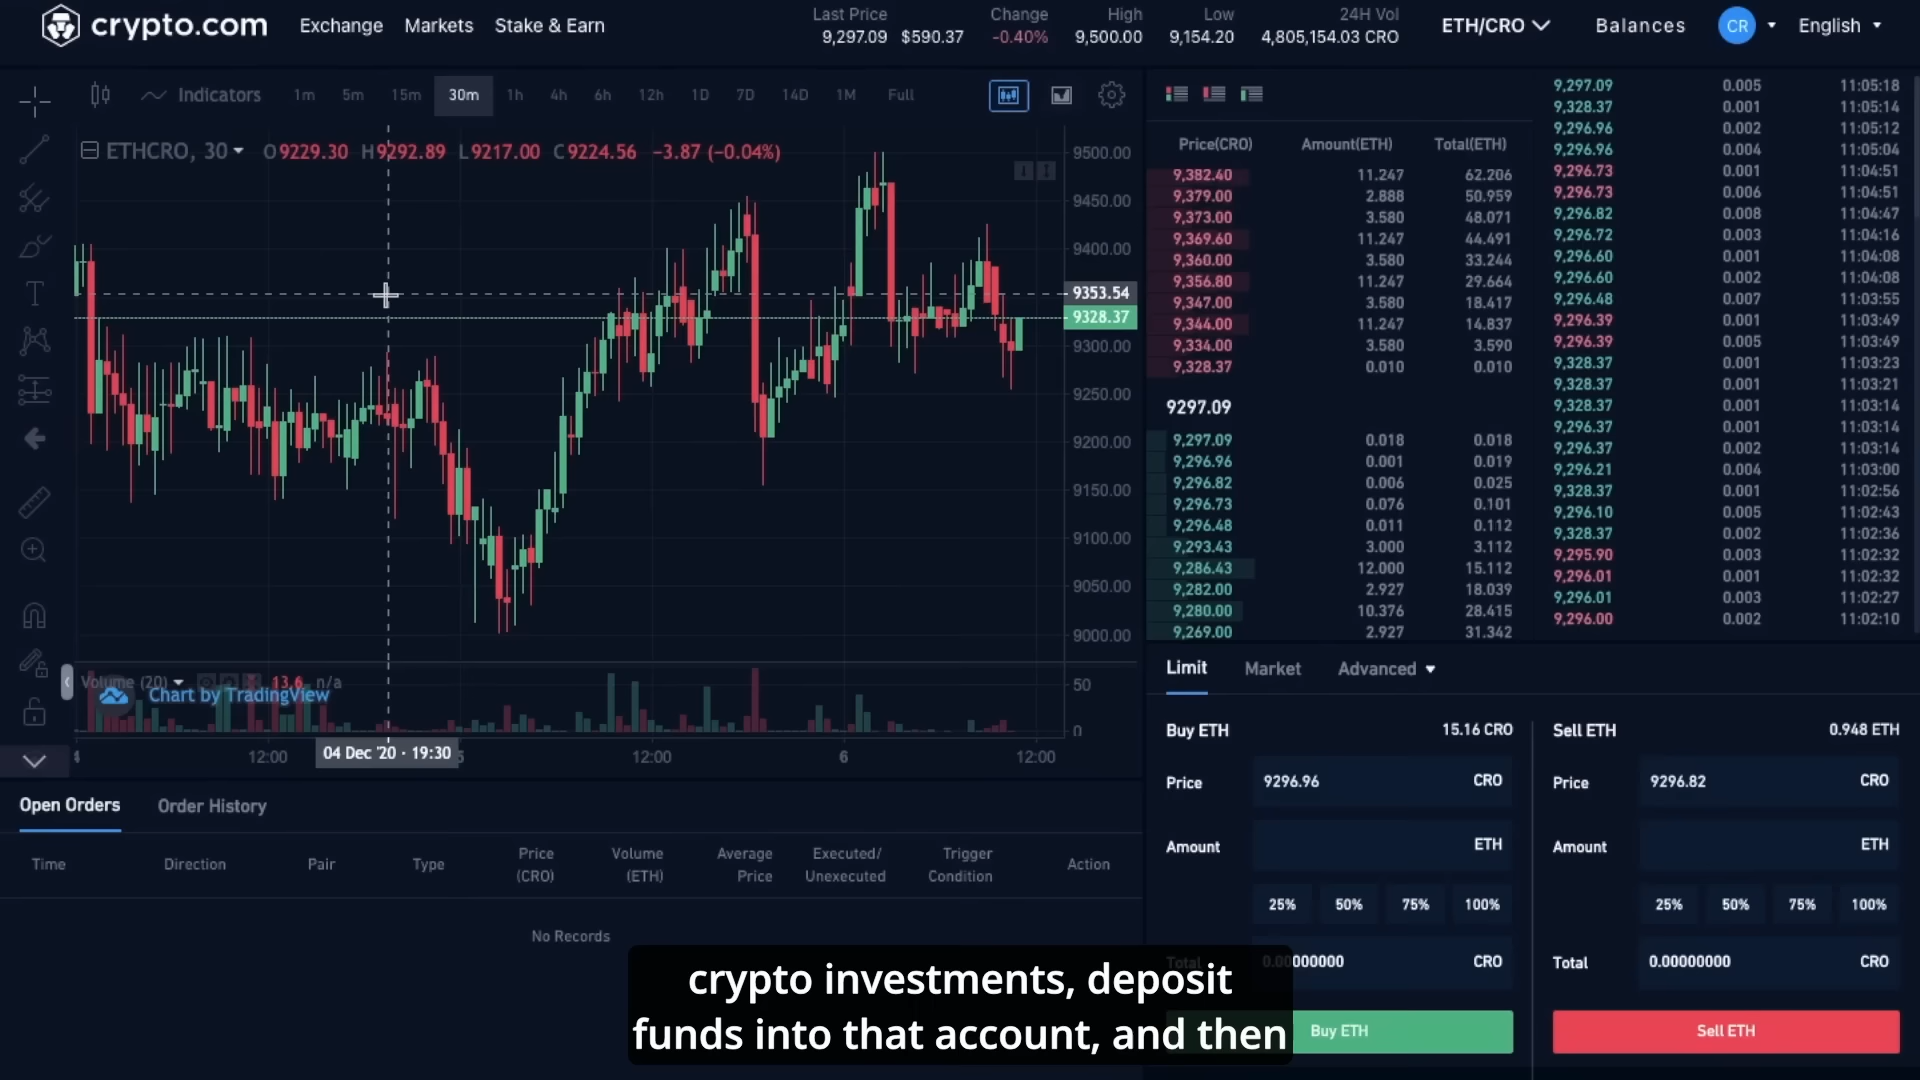 crypto.com Exchange Markets Stake & Earn
Last Price 9,297.09 $590.37
Change -0.40%
High 9,500.00
Low 9,154.20
24H Vol 4,805,154.03 CRO
ETH/CRO Balances CR English
Indicators 1m 5m 15m 30m 1h 4h 6h 12h 1D 7D 14D 1M Full
ETHCRO, 30 O9229.30 H9292.89 L9217.00 C9224.56 −3.87 (−0.04%)
9500.00
9450.00
9400.00
9353.54
9328.37
9300.00
9250.00
9200.00
9150.00
9100.00
9050.00
9000.00
Volume (20) 13.6 n/a
Chart by TradingView
50
0
12:00 04 Dec '20 · 19:30 12:00 6 12:00
Price(CRO) Amount(ETH) Total(ETH)
9,382.40 11.247 62.206
9,379.00 2.888 50.959
9,373.00 3.580 48.071
9,369.60 11.247 44.491
9,360.00 3.580 33.244
9,356.80 11.247 29.664
9,347.00 3.580 18.417
9,344.00 11.247 14.837
9,334.00 3.580 3.590
9,328.37 0.010 0.010
9297.09
9,297.09 0.018 0.018
9,296.96 0.001 0.019
9,296.82 0.006 0.025
9,296.73 0.076 0.101
9,296.48 0.011 0.112
9,293.43 3.000 3.112
9,286.43 12.000 15.112
9,282.00 2.927 18.039
9,280.00 10.376 28.415
9,269.00 2.927 31.342
9,297.09 0.005 11:05:18
9,328.37 0.001 11:05:14
9,296.96 0.002 11:05:12
9,296.96 0.004 11:05:04
9,296.73 0.001 11:04:51
9,296.73 0.006 11:04:51
9,296.82 0.008 11:04:47
9,296.72 0.003 11:04:16
9,296.60 0.001 11:04:08
9,296.60 0.002 11:04:08
9,296.48 0.007 11:03:55
9,296.39 0.001 11:03:49
9,296.39 0.005 11:03:49
9,328.37 0.001 11:03:23
9,328.37 0.001 11:03:21
9,328.37 0.001 11:03:14
9,296.37 0.001 11:03:14
9,296.37 0.002 11:03:14
9,296.21 0.004 11:03:00
9,328.37 0.001 11:02:56
9,296.10 0.005 11:02:43
9,328.37 0.002 11:02:36
9,295.90 0.003 11:02:32
9,296.01 0.001 11:02:32
9,296.01 0.003 11:02:27
9,296.00 0.002 11:02:10
Limit Market Advanced
Buy ETH 15.16 CRO
Price 9296.96 CRO
Amount ETH
25% 50% 75% 100%
Total 0.00000000 CRO
Buy ETH
Sell ETH 0.948 ETH
Price 9296.82 CRO
Amount ETH
25% 50% 75% 100%
Total 0.00000000 CRO
Sell ETH
Open Orders Order History
Time Direction Pair Type Price (CRO) Volume (ETH) Average Price Executed/ Unexecuted Trigger Condition Action
No Records
crypto investments, deposit
funds into that account, and then